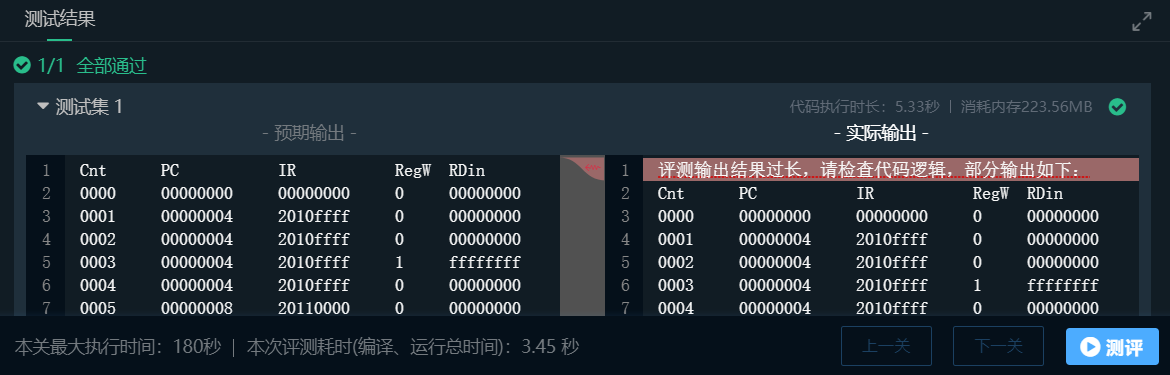 测试结果
1/1 全部通过
测试集 1
代码执行时长：5.33秒 | 消耗内存223.56MB
- 预期输出 -
- 实际输出 -
1 Cnt PC IR RegW RDin
2 0000 00000000 00000000 0 00000000
3 0001 00000004 2010ffff 0 00000000
4 0002 00000004 2010ffff 0 00000000
5 0003 00000004 2010ffff 1 ffffffff
6 0004 00000004 2010ffff 0 00000000
7 0005 00000008 20110000 0 00000000
1 评测输出结果过长，请检查代码逻辑，部分输出如下：
2 Cnt PC IR RegW RDin
3 0000 00000000 00000000 0 00000000
4 0001 00000004 2010ffff 0 00000000
5 0002 00000004 2010ffff 0 00000000
6 0003 00000004 2010ffff 1 ffffffff
7 0004 00000004 2010ffff 0 00000000
本关最大执行时间：180秒 | 本次评测耗时(编译、运行总时间)：3.45 秒
上一关
下一关
测评